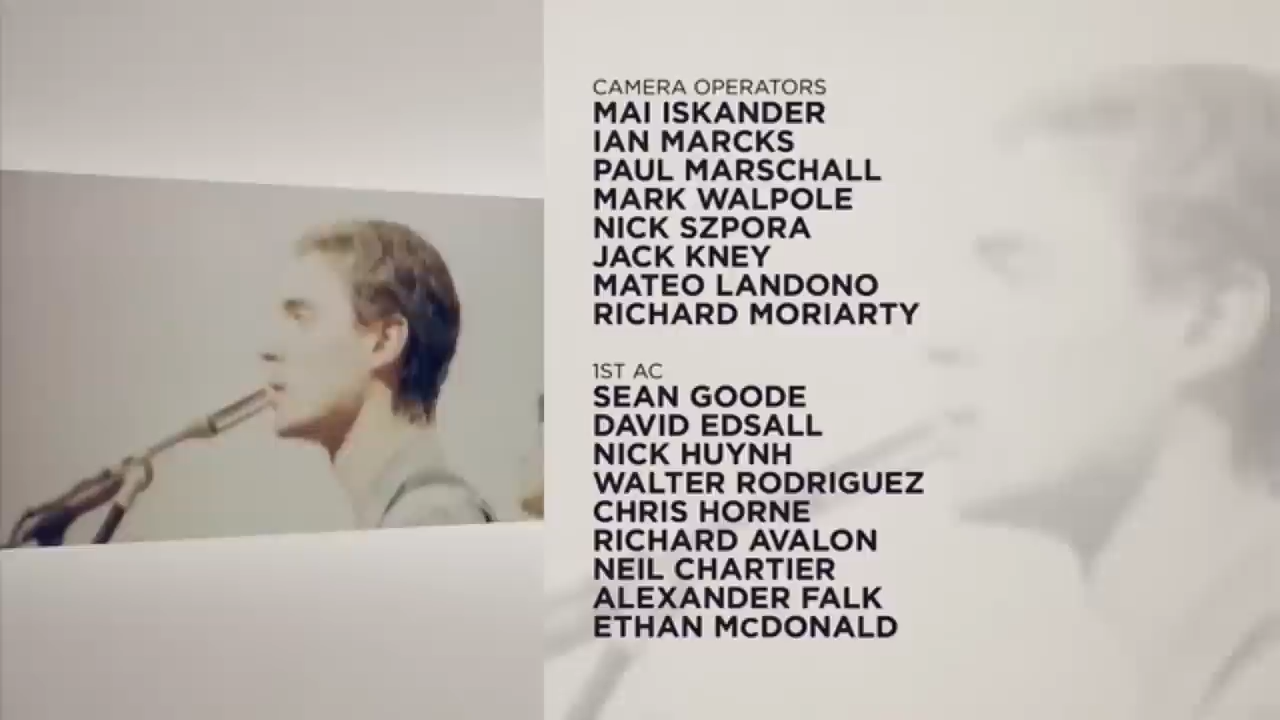 CAMERA OPERATORS
MAI ISKANDER
IAN MARCKS
PAUL MARSCHALL
MARK WALPOLE
NICK SZPORA
JACK KNEY
MATEO LANDONO
RICHARD MORIARTY
1ST AC
SEAN GOODE
DAVID EDSALL
NICK HUYNH
WALTER RODRIGUEZ
CHRIS HORNE
RICHARD AVALON
NEIL CHARTIER
ALEXANDER FALK
ETHAN McDONALD